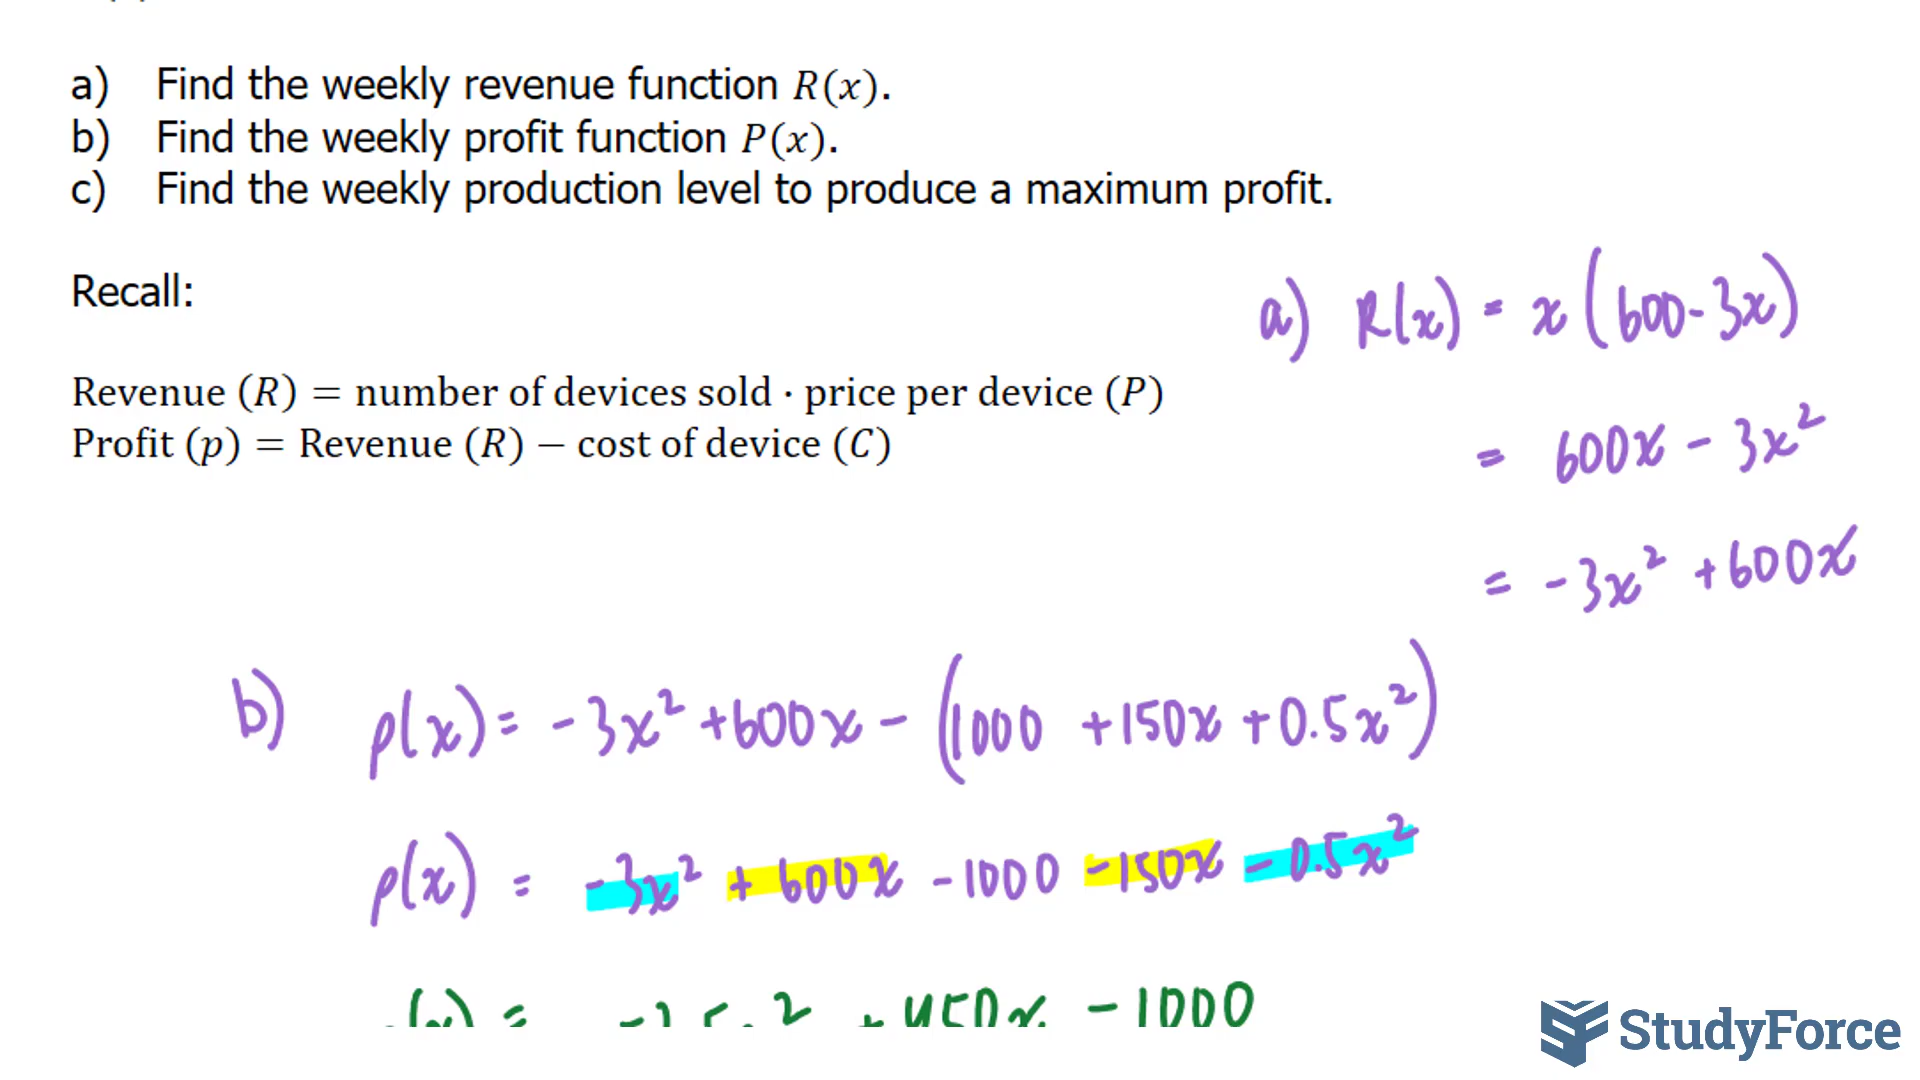 a) Find the weekly revenue function R(x).
b) Find the weekly profit function P(x).
c) Find the weekly production level to produce a maximum profit.
Recall:
Revenue (R) = number of devices sold · price per device (P)
Profit (p) = Revenue (R) − cost of device (C)
a) R(x) = x(600-3x)
= 600x - 3x²
= -3x² +600x
b) p(x) = -3x² +600x - (1000 +150x +0.5x²)
p(x) = -3x² + 600x -1000 -150x -0.5x²
+450x - 1000
StudyForce